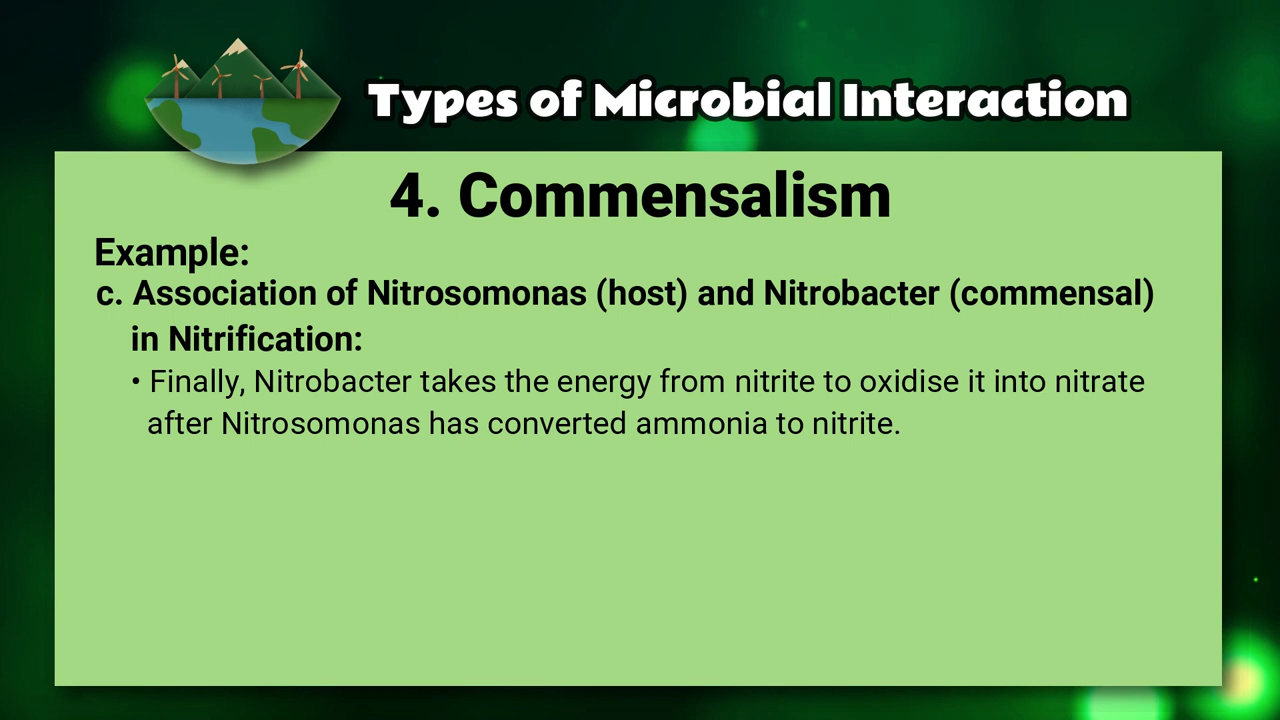 Types of Microbial Interaction
4. Commensalism
Example:
c. Association of Nitrosomonas (host) and Nitrobacter (commensal)
in Nitrification:
• Finally, Nitrobacter takes the energy from nitrite to oxidise it into nitrate
after Nitrosomonas has converted ammonia to nitrite.